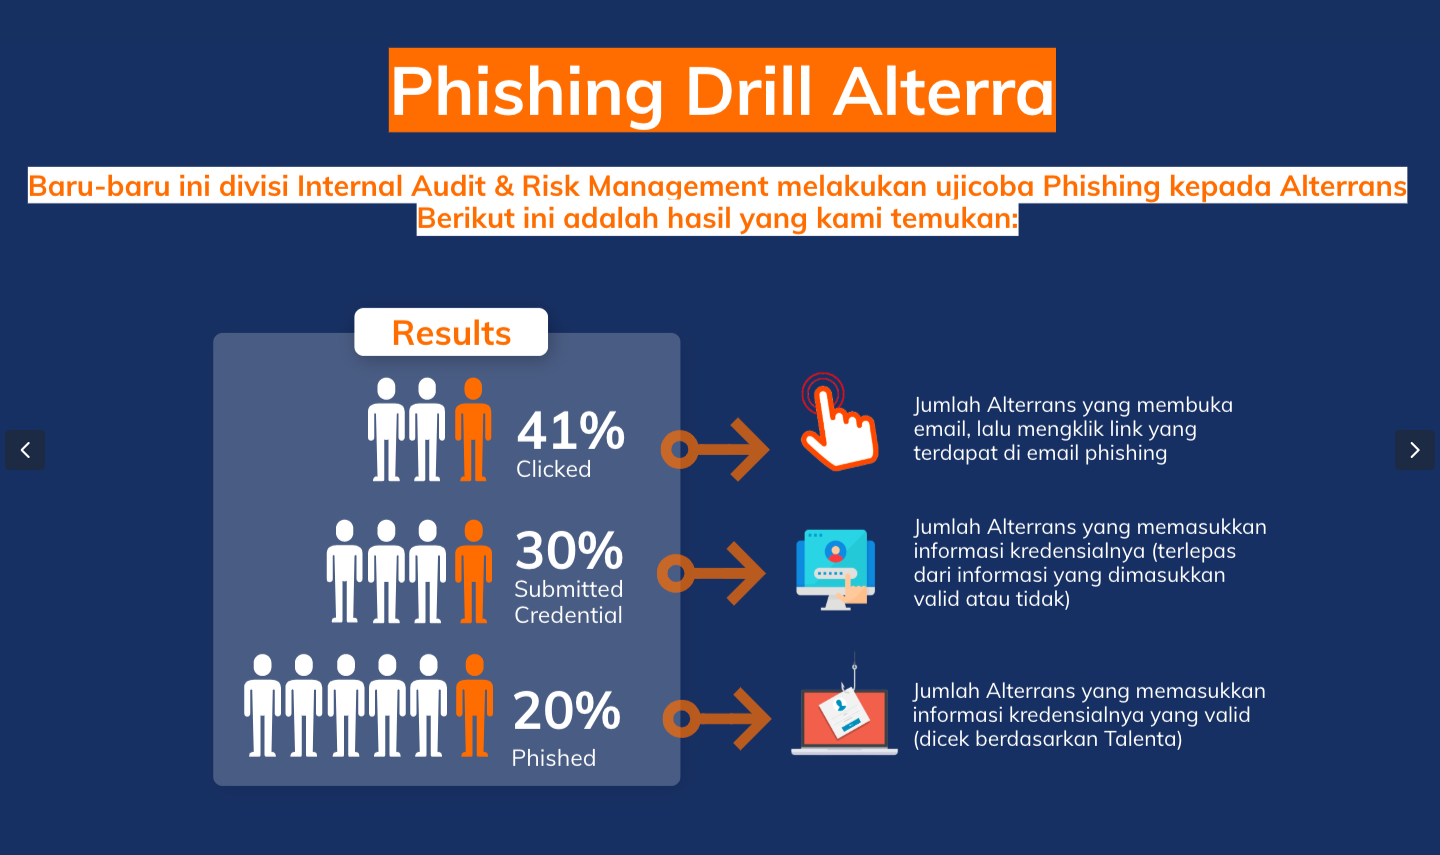 Phishing Drill Alterra
Baru-baru ini divisi Internal Audit & Risk Management melakukan ujicoba Phishing kepada Alterrans
Berikut ini adalah hasil yang kami temukan:
Results
41%
Clicked
Jumlah Alterrans yang membuka
email, lalu mengklik link yang
terdapat di email phishing
30%
Submitted
Credential
Jumlah Alterrans yang memasukkan
informasi kredensialnya (terlepas
dari informasi yang dimasukkan
valid atau tidak)
20%
Phished
Jumlah Alterrans yang memasukkan
informasi kredensialnya yang valid
(dicek berdasarkan Talenta)